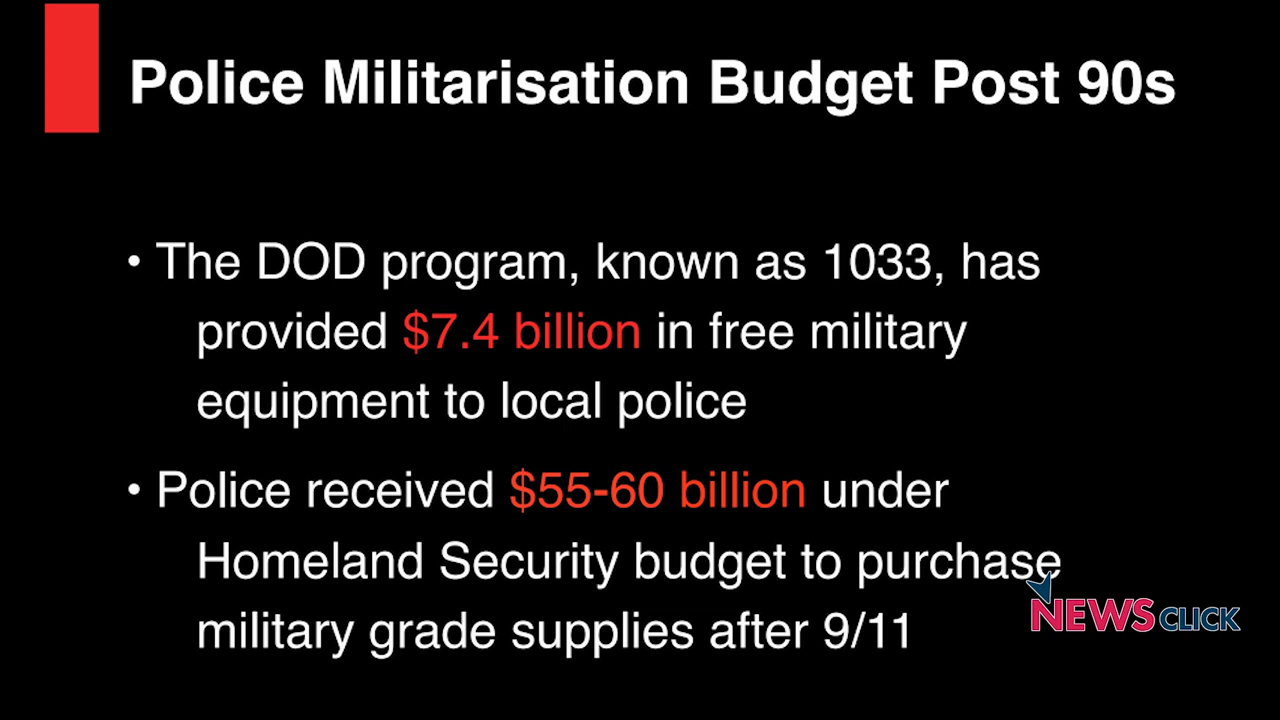 Police Militarisation Budget Post 90s
• The DOD program, known as 1033, has
provided $7.4 billion in free military
equipment to local police
• Police received $55-60 billion under
Homeland Security budget to purchase
military grade supplies after 9/11
NEWSCLICK